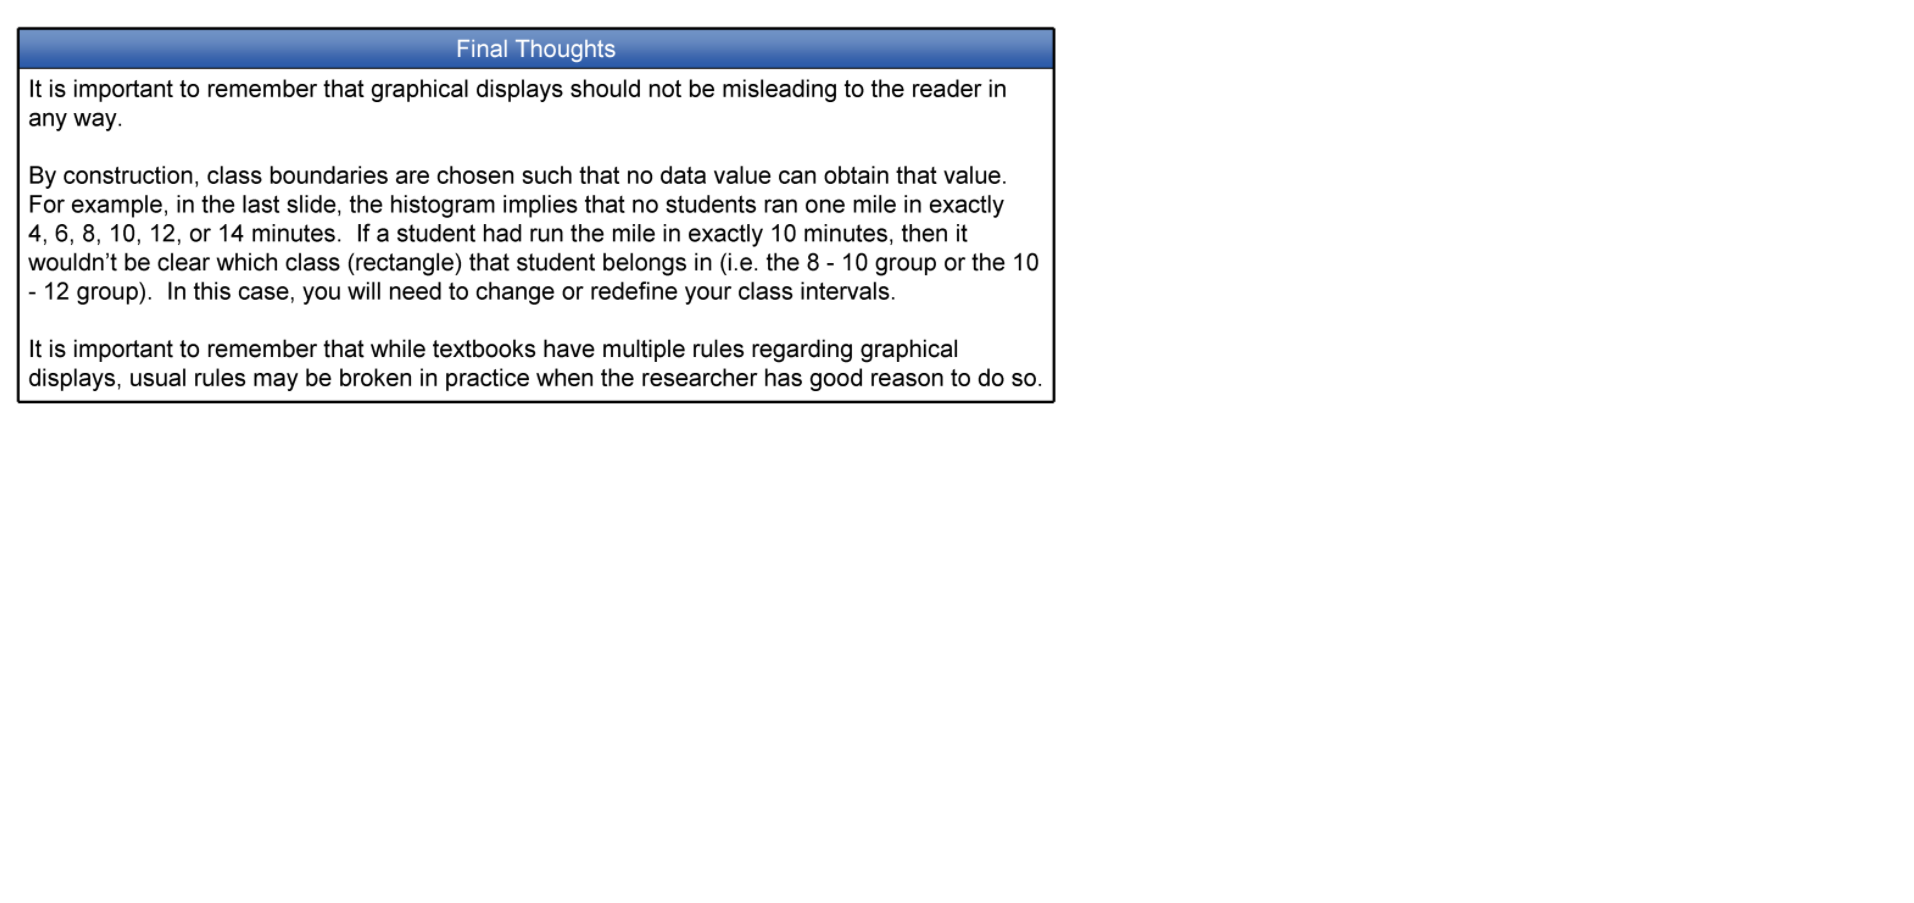 Final Thoughts
It is important to remember that graphical displays should not be misleading to the reader in
any way.
By construction, class boundaries are chosen such that no data value can obtain that value.
For example, in the last slide, the histogram implies that no students ran one mile in exactly
4, 6, 8, 10, 12, or 14 minutes.  If a student had run the mile in exactly 10 minutes, then it
wouldn’t be clear which class (rectangle) that student belongs in (i.e. the 8 - 10 group or the 10
- 12 group).  In this case, you will need to change or redefine your class intervals.
It is important to remember that while textbooks have multiple rules regarding graphical
displays, usual rules may be broken in practice when the researcher has good reason to do so.